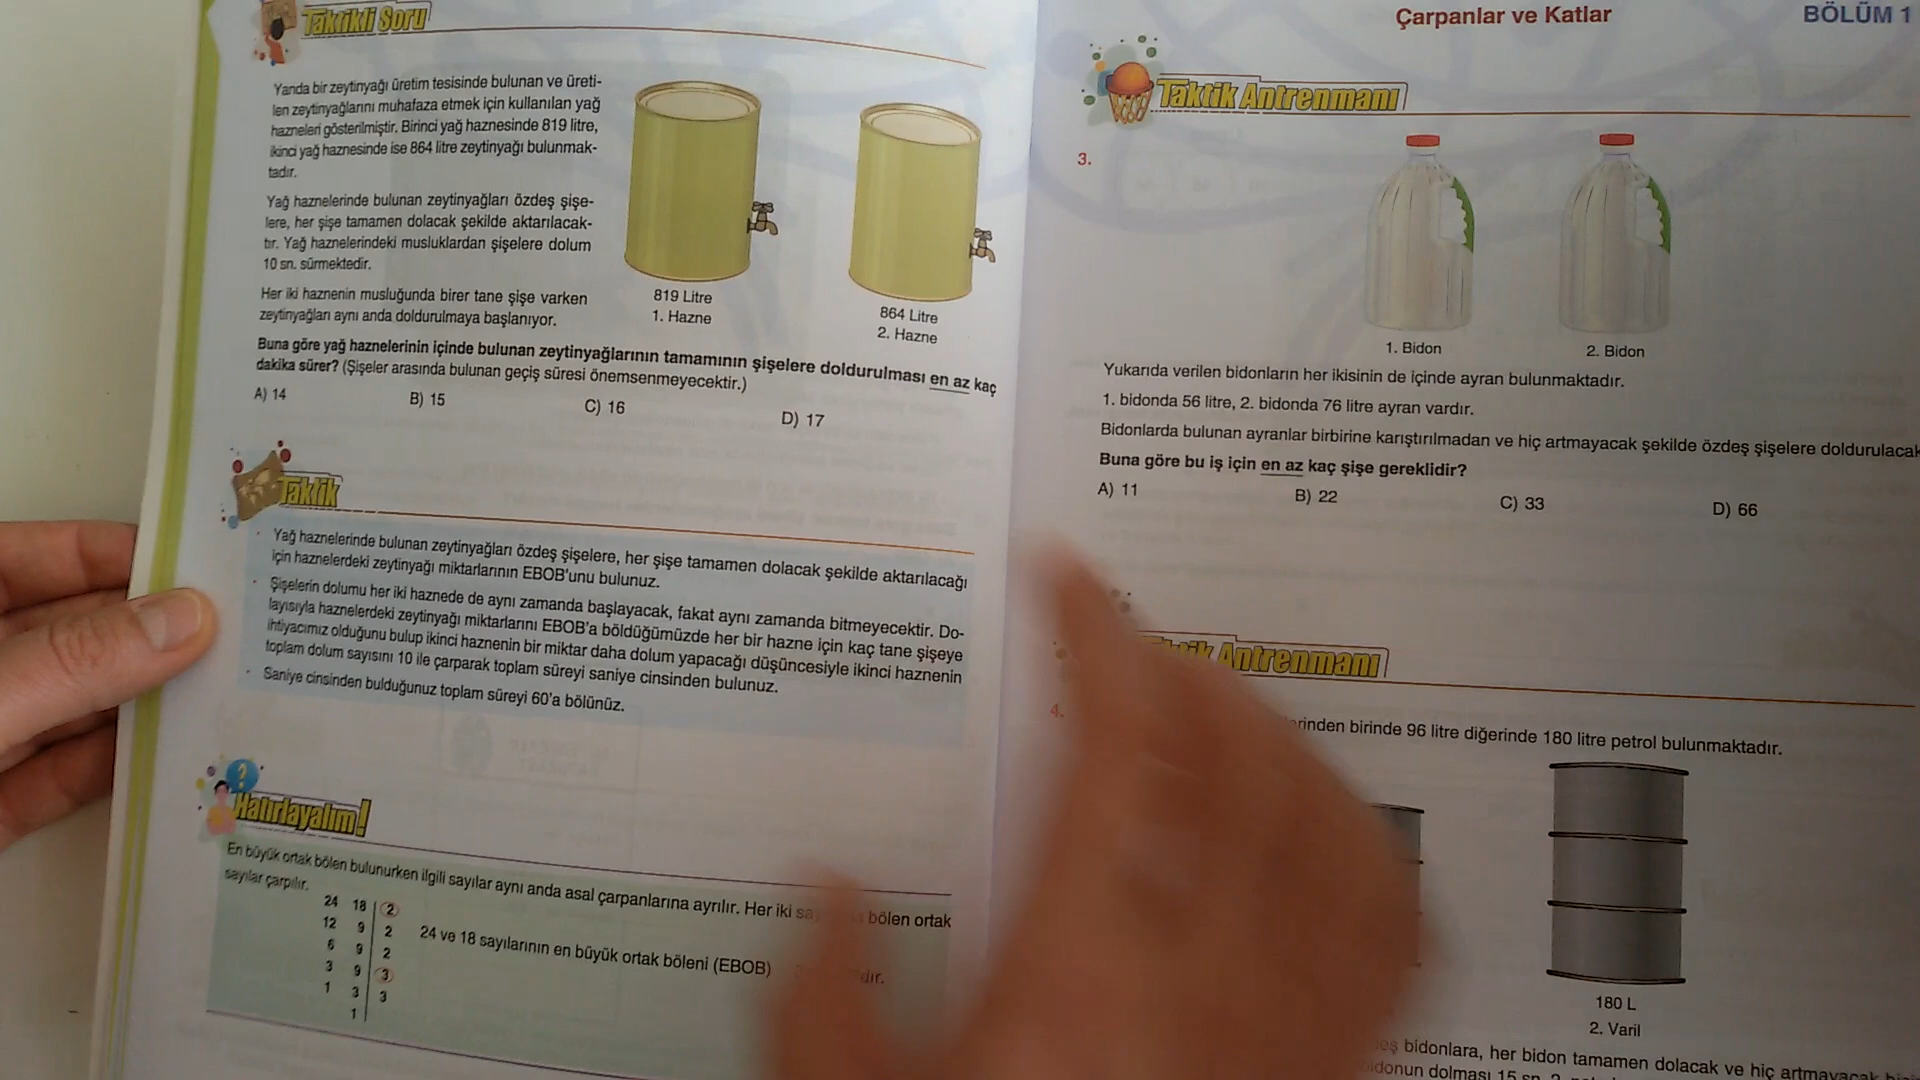 Taktikli Soru
Yanda bir zeytinyağı üretim tesisinde bulunan ve üreti-
len zeytinyağlarını muhafaza etmek için kullanılan yağ
hazneleri gösterilmiştir. Birinci yağ haznesinde 819 litre,
ikinci yağ haznesinde ise 864 litre zeytinyağı bulunmak-
tadır.
Yağ haznelerinde bulunan zeytinyağları özdeş şişe-
lere, her şişe tamamen dolacak şekilde aktarılacak-
tır. Yağ haznelerindeki musluklardan şişelere dolum
10 sn. sürmektedir.
Her iki haznenin musluğunda birer tane şişe varken
zeytinyağları aynı anda doldurulmaya başlanıyor.
819 Litre
1. Hazne
864 Litre
2. Hazne
Buna göre yağ haznelerinin içinde bulunan zeytinyağlarının tamamının şişelere doldurulması en az kaç
dakika sürer? (Şişeler arasında bulunan geçiş süresi önemsenmeyecektir.)
A) 14 B) 15 C) 16 D) 17
Taktik
- Yağ haznelerinde bulunan zeytinyağları özdeş şişelere, her şişe tamamen dolacak şekilde aktarılacağı
için haznelerdeki zeytinyağı miktarlarının EBOB'unu bulunuz.
- Şişelerin dolumu her iki haznede de aynı zamanda başlayacak, fakat aynı zamanda bitmeyecektir. Do-
layısıyla haznelerdeki zeytinyağı miktarlarını EBOB'a böldüğümüzde her bir hazne için kaç tane şişeye
ihtiyacımız olduğunu bulup ikinci haznenin bir miktar daha dolum yapacağı düşüncesiyle ikinci haznenin
toplam dolum sayısını 10 ile çarparak toplam süreyi saniye cinsinden bulunuz.
- Saniye cinsinden bulduğunuz toplam süreyi 60'a bölünüz.
Hatırlayalım!
En büyük ortak bölen bulunurken ilgili sayılar aynı anda asal çarpanlarına ayrılır. Her iki bölen ortak
sayılar çarpılır.
24 18 2
12 9 2
6 9 2
3 9 3
1 3 3
1
24 ve 18 sayılarının en büyük ortak böleni (EBOB) dır.
Çarpanlar ve Katlar
BÖLÜM 1
Taktik Antrenmanı
3.
1. Bidon
2. Bidon
Yukarıda verilen bidonların her ikisinin de içinde ayran bulunmaktadır.
1. bidonda 56 litre, 2. bidonda 76 litre ayran vardır.
Bidonlarda bulunan ayranlar birbirine karıştırılmadan ve hiç artmayacak şekilde özdeş şişelere doldurulacak
Buna göre bu iş için en az kaç şişe gereklidir?
A) 11 B) 22 C) 33 D) 66
Antrenmanı
4.
birinde 96 litre diğerinde 180 litre petrol bulunmaktadır.
180 L
2. Varil
bidonlara, her bidon tamamen dolacak ve hiç artmayacak
dolması 15 sn,